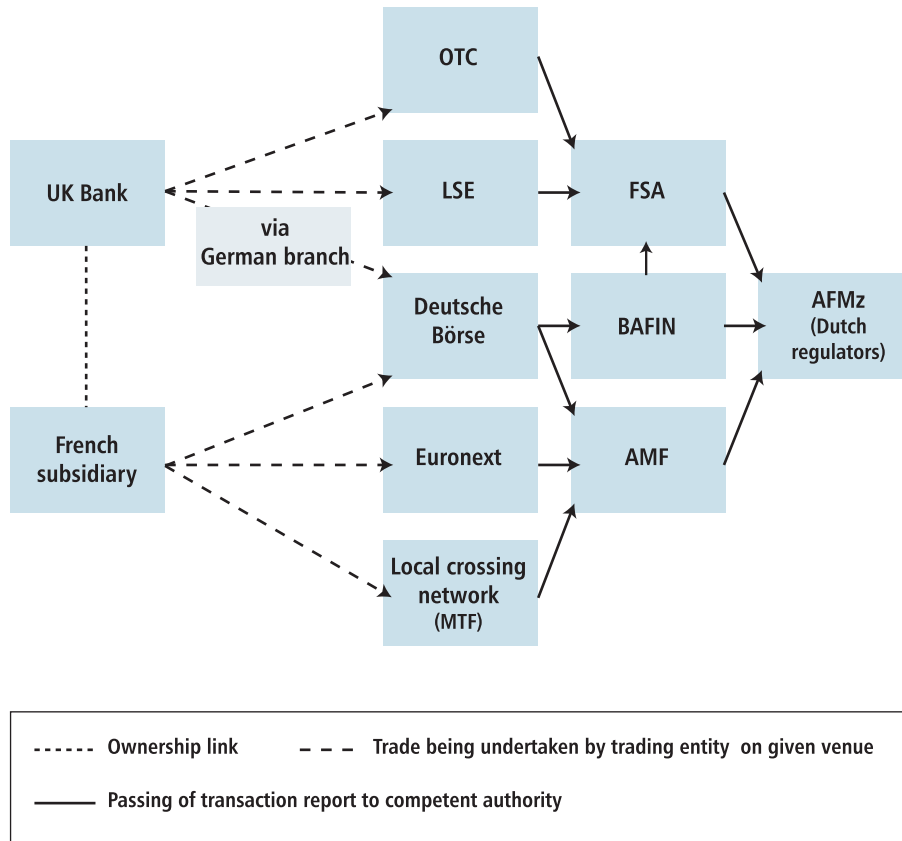 OTC
UK Bank
LSE
FSA
via
German branch
Deutsche
Börse
BAFIN
AFMz
(Dutch
regulators)
French
subsidiary
Euronext
AMF
Local crossing
network
(MTF)
Ownership link
Trade being undertaken by trading entity on given venue
Passing of transaction report to competent authority